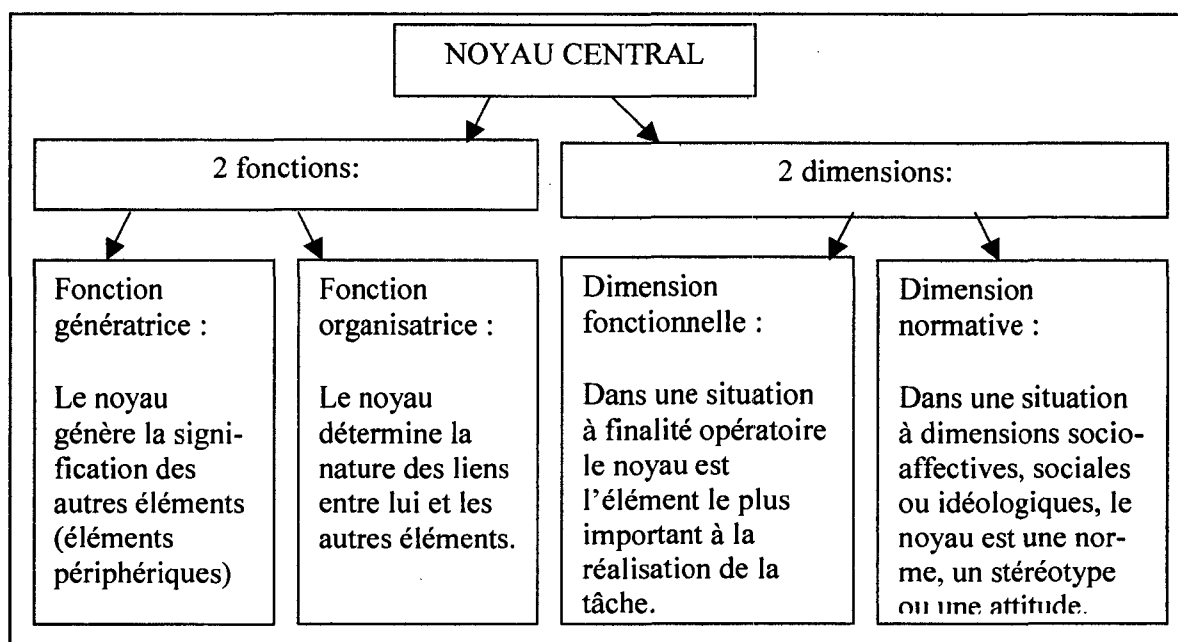 NOYAU CENTRAL
2 fonctions:
2 dimensions:
Fonction
génératrice :
Le noyau
génère la signi-
fication des
autres éléments
(éléments
périphériques)
Fonction
organisatrice :
Le noyau
détermine la
nature des liens
entre lui et les
autres éléments.
Dimension
fonctionnelle :
Dans une situation
à finalité opératoire
le noyau est
l'élément le plus
important à la
réalisation de la
tâche.
Dimension
normative :
Dans une situation
à dimensions socio-
affectives, sociales
ou idéologiques, le
noyau est une nor-
me, un stéréotype
ou une attitude.